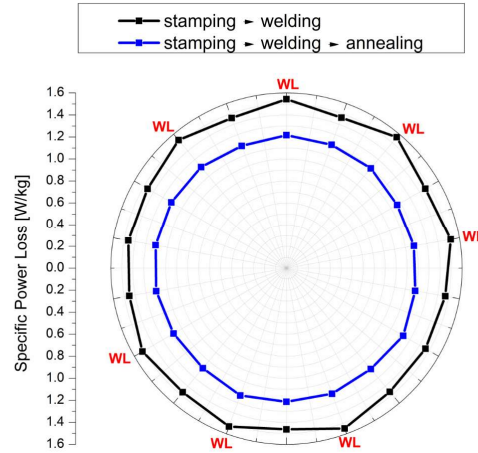 stamping ► welding
stamping ► welding ► annealing
Specific Power Loss [W/kg]
1.6
1.4
1.2
1.0
0.8
0.6
0.4
0.2
0.0
0.2
0.4
0.6
0.8
1.0
1.2
1.4
1.6
WL
WL
WL
WL
WL
WL
WL